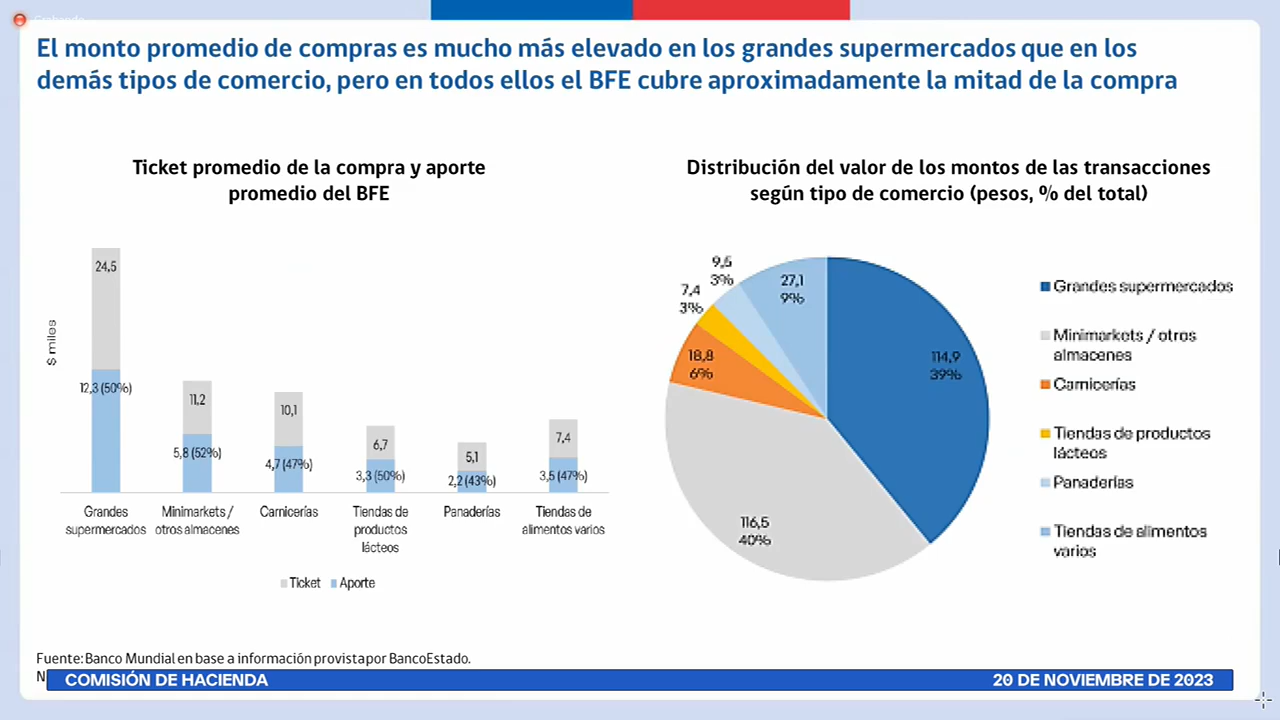 Grabando
El monto promedio de compras es mucho más elevado en los grandes supermercados que en los
demás tipos de comercio, pero en todos ellos el BFE cubre aproximadamente la mitad de la compra
Ticket promedio de la compra y aporte
promedio del BFE
$ miles
24,5
12,3 (50%)
11,2
5,8 (52%)
10,1
4,7 (47%)
6,7
3,3 (50%)
5,1
2,2 (43%)
7,4
3,5 (47%)
Grandes
supermercados
Minimarkets /
otros almacenes
Carnicerías
Tiendas de
productos
lácteos
Panaderías
Tiendas de
alimentos varios
Ticket
Aporte
Distribución del valor de los montos de las transacciones
según tipo de comercio (pesos, % del total)
114,9
39%
116,5
40%
18,8
6%
7,4
3%
9,5
3%
27,1
9%
Grandes supermercados
Minimarkets / otros
almacenes
Carnicerías
Tiendas de productos
lácteos
Panaderías
Tiendas de alimentos
varios
Fuente: Banco Mundial en base a información provista por BancoEstado.
N
COMISIÓN DE HACIENDA
20 DE NOVIEMBRE DE 2023